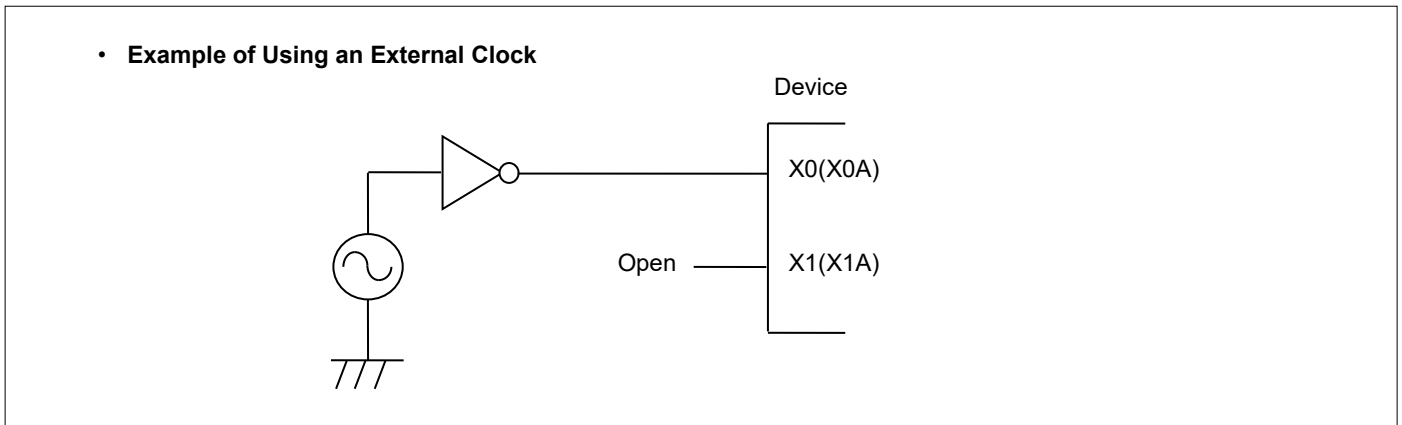 • Example of Using an External Clock
Device
X0(X0A)
Open X1(X1A)